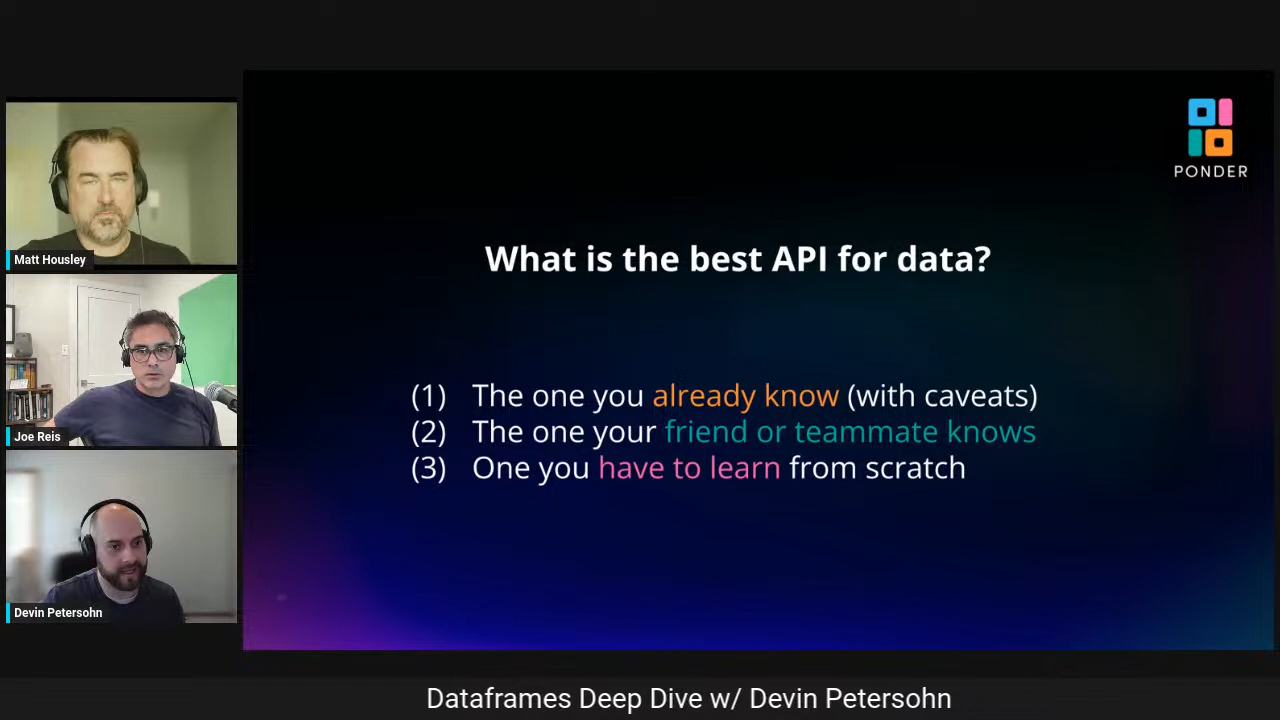 PONDER
What is the best API for data?
(1) The one you already know (with caveats)
(2) The one your friend or teammate knows
(3) One you have to learn from scratch
Matt Housley
Joe Reis
Devin Petersohn
Dataframes Deep Dive w/ Devin Petersohn